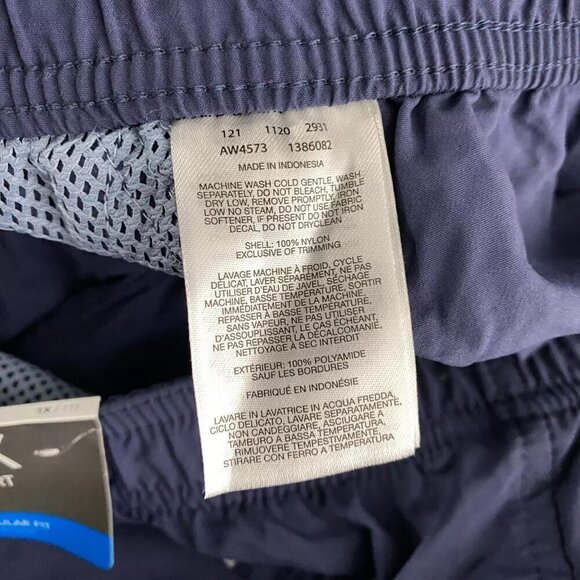 121 1120 2931
AW4573 1386082
MADE IN INDONESIA
MACHINE WASH COLD GENTLE, WASH
SEPARATELY, DO NOT BLEACH, TUMBLE
DRY LOW, REMOVE PROMPTLY, IRON
LOW NO STEAM, DO NOT USE FABRIC
SOFTENER, IF PRESENT DO NOT IRON
DECAL, DO NOT DRYCLEAN
SHELL: 100% NYLON
EXCLUSIVE OF TRIMMING
LAVAGE MACHINE À FROID, CYCLE
DÉLICAT, LAVER SÉPARÉMENT, NE PAS
UTILISER D'EAU DE JAVEL, SÉCHAGE
MACHINE, BASSE TEMPÉRATURE, SORTIR
IMMÉDIATEMENT DE LA MACHINE,
REPASSER À BASSE TEMPÉRATURE,
SANS VAPEUR, NE PAS UTILISER
D'ASSOUPLISSANT. LE CAS ÉCHÉANT,
NE PAS REPASSER LA DÉCALCOMANIE,
NETTOYAGE A SEC INTERDIT
EXTÉRIEUR: 100% POLYAMIDE
SAUF LES BORDURES
FABRIQUÉ EN INDONÉSIE
LAVARE IN LAVATRICE IN ACQUA FREDDA,
CICLO DELICATO, LAVARE SEPARATAMENTE,
NON CANDEGGIARE, ASCIUGARE A
TAMBURO A BASSA TEMPERATURA,
RIMUOVERE TEMPESTIVAMENTE,
STIRARE CON FERRO A TEMPERATURA
X
RT
ULAR FIT